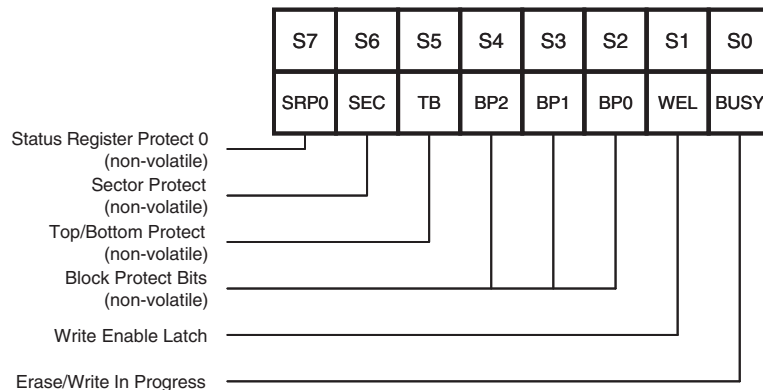 S7 S6 S5 S4 S3 S2 S1 S0
SRP0 SEC TB BP2 BP1 BP0 WEL BUSY
Status Register Protect 0
(non-volatile)
Sector Protect
(non-volatile)
Top/Bottom Protect
(non-volatile)
Block Protect Bits
(non-volatile)
Write Enable Latch
Erase/Write In Progress